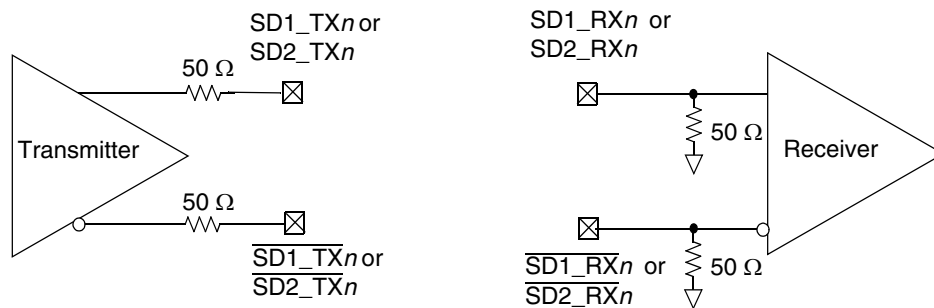 SD1_TXn or
SD2_TXn
50 Ω
Transmitter
50 Ω
SD1_TXn or
SD2_TXn
SD1_RXn or
SD2_RXn
50 Ω
Receiver
SD1_RXn or
SD2_RXn
50 Ω